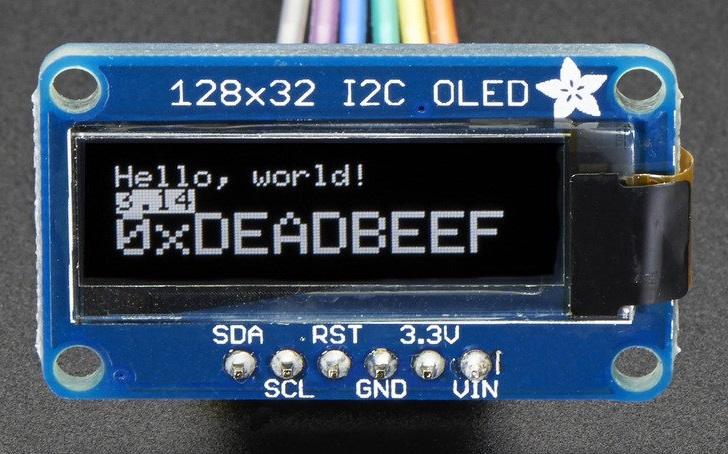 128x32 I2C OLED
Hello, world!
3.14
0xDEADBEEF
SDA RST 3.3V
SCL GND VIN